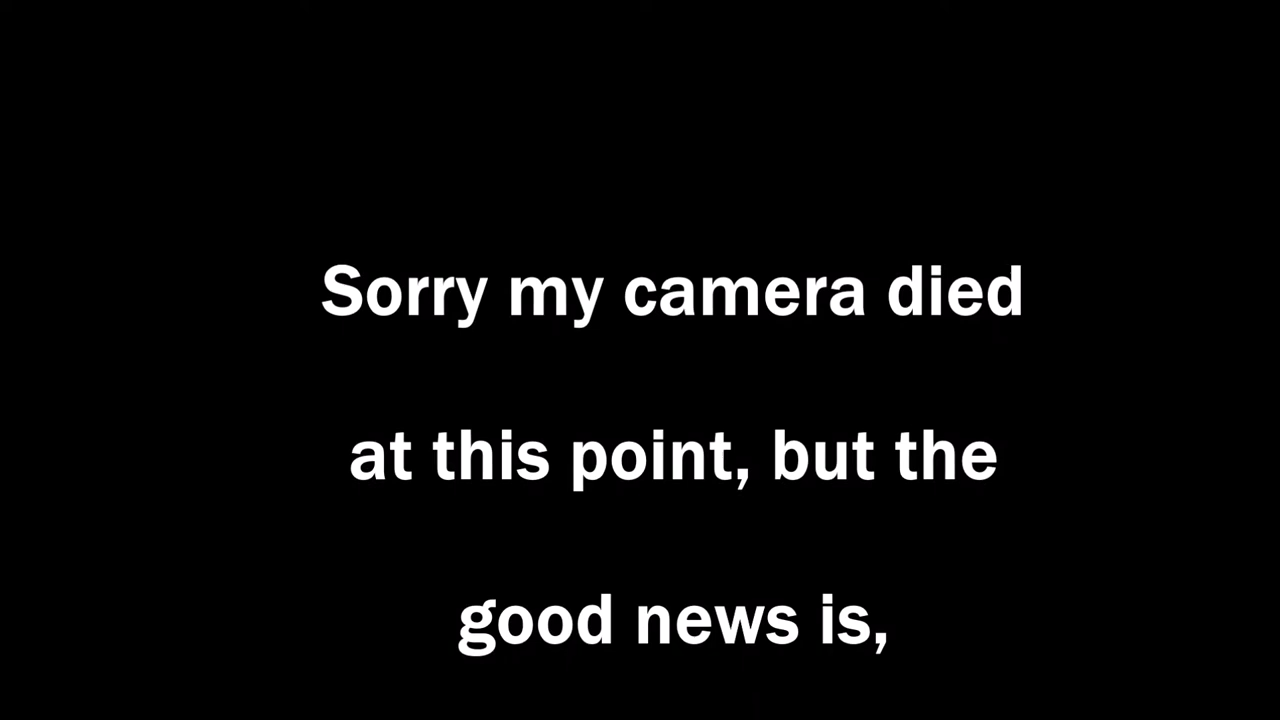 Sorry my camera died
at this point, but the
good news is,